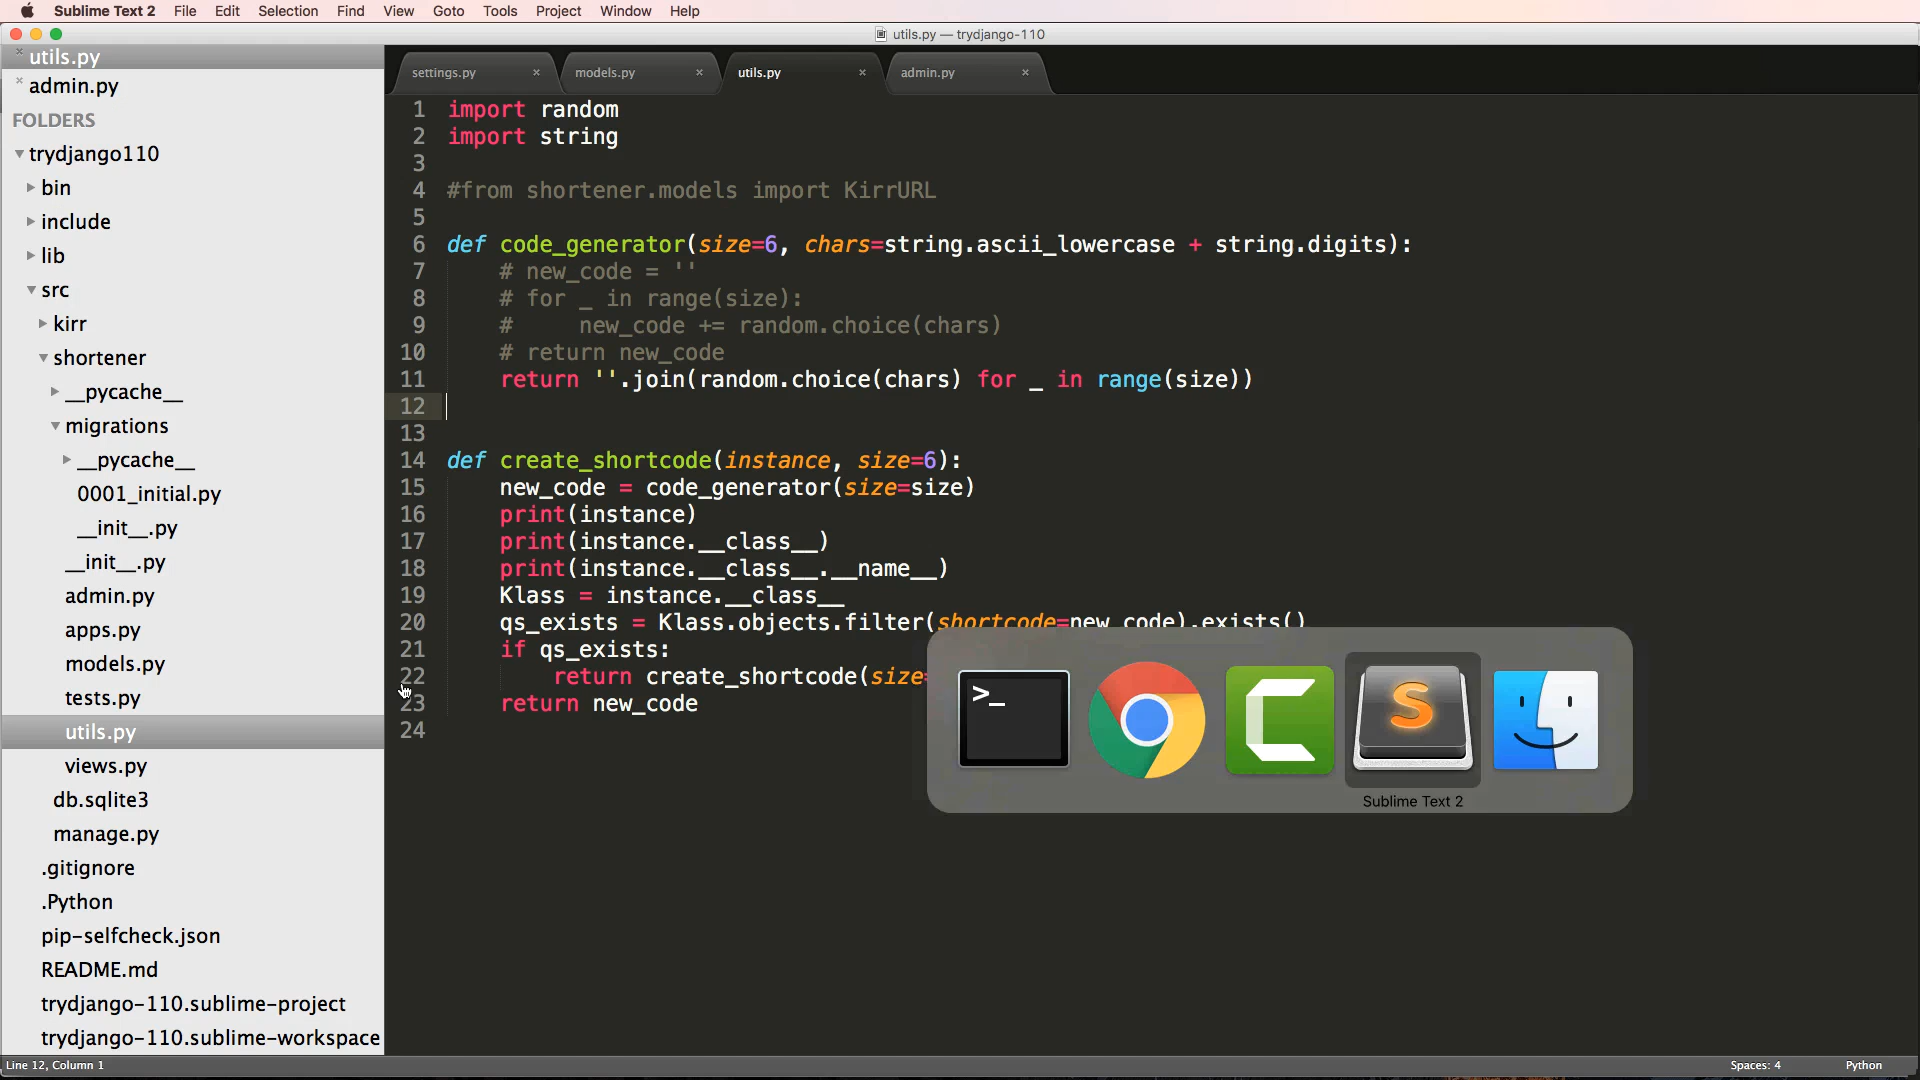 Sublime Text 2 File Edit Selection Find View Goto Tools Project Window Help
utils.py — trydjango-110
utils.py
admin.py
FOLDERS
trydjango110
bin
include
lib
src
kirr
shortener
__pycache__
migrations
__pycache__
0001_initial.py
__init__.py
__init__.py
admin.py
apps.py
models.py
tests.py
utils.py
views.py
db.sqlite3
manage.py
.gitignore
.Python
pip-selfcheck.json
README.md
trydjango-110.sublime-project
trydjango-110.sublime-workspace
settings.py × models.py × utils.py × admin.py ×
1 import random
2 import string
3
4 #from shortener.models import KirrURL
5
6 def code_generator(size=6, chars=string.ascii_lowercase + string.digits):
7 # new_code = ''
8 # for _ in range(size):
9 #     new_code += random.choice(chars)
10 # return new_code
11 return ''.join(random.choice(chars) for _ in range(size))
12
13
14 def create_shortcode(instance, size=6):
15 new_code = code_generator(size=size)
16 print(instance)
17 print(instance.__class__)
18 print(instance.__class__.__name__)
19 Klass = instance.__class__
20 qs_exists = Klass.objects.filter(shortcode=new_code).exists()
21 if qs_exists:
22 return create_shortcode(size=
23 return new_code
24
>_
S
Sublime Text 2
Line 12, Column 1 Spaces: 4 Python